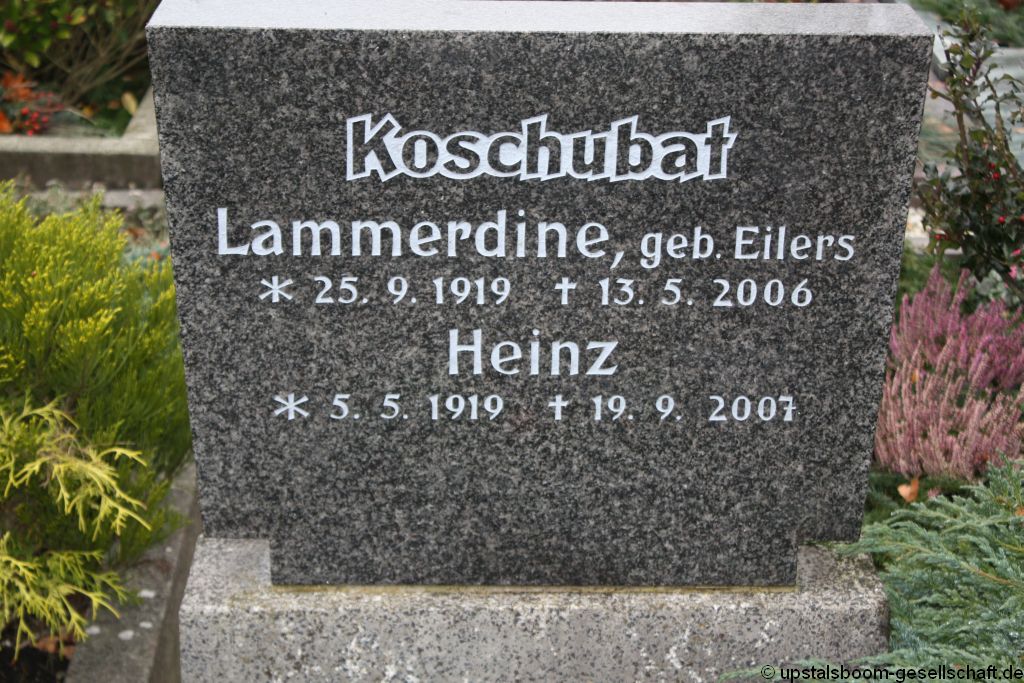 Koschubat
Lammerdine, geb. Eilers
* 25. 9. 1919 † 13. 5. 2006
Heinz
* 5. 5. 1919 † 19. 9. 2007
© upstalsboom-gesellschaft.de